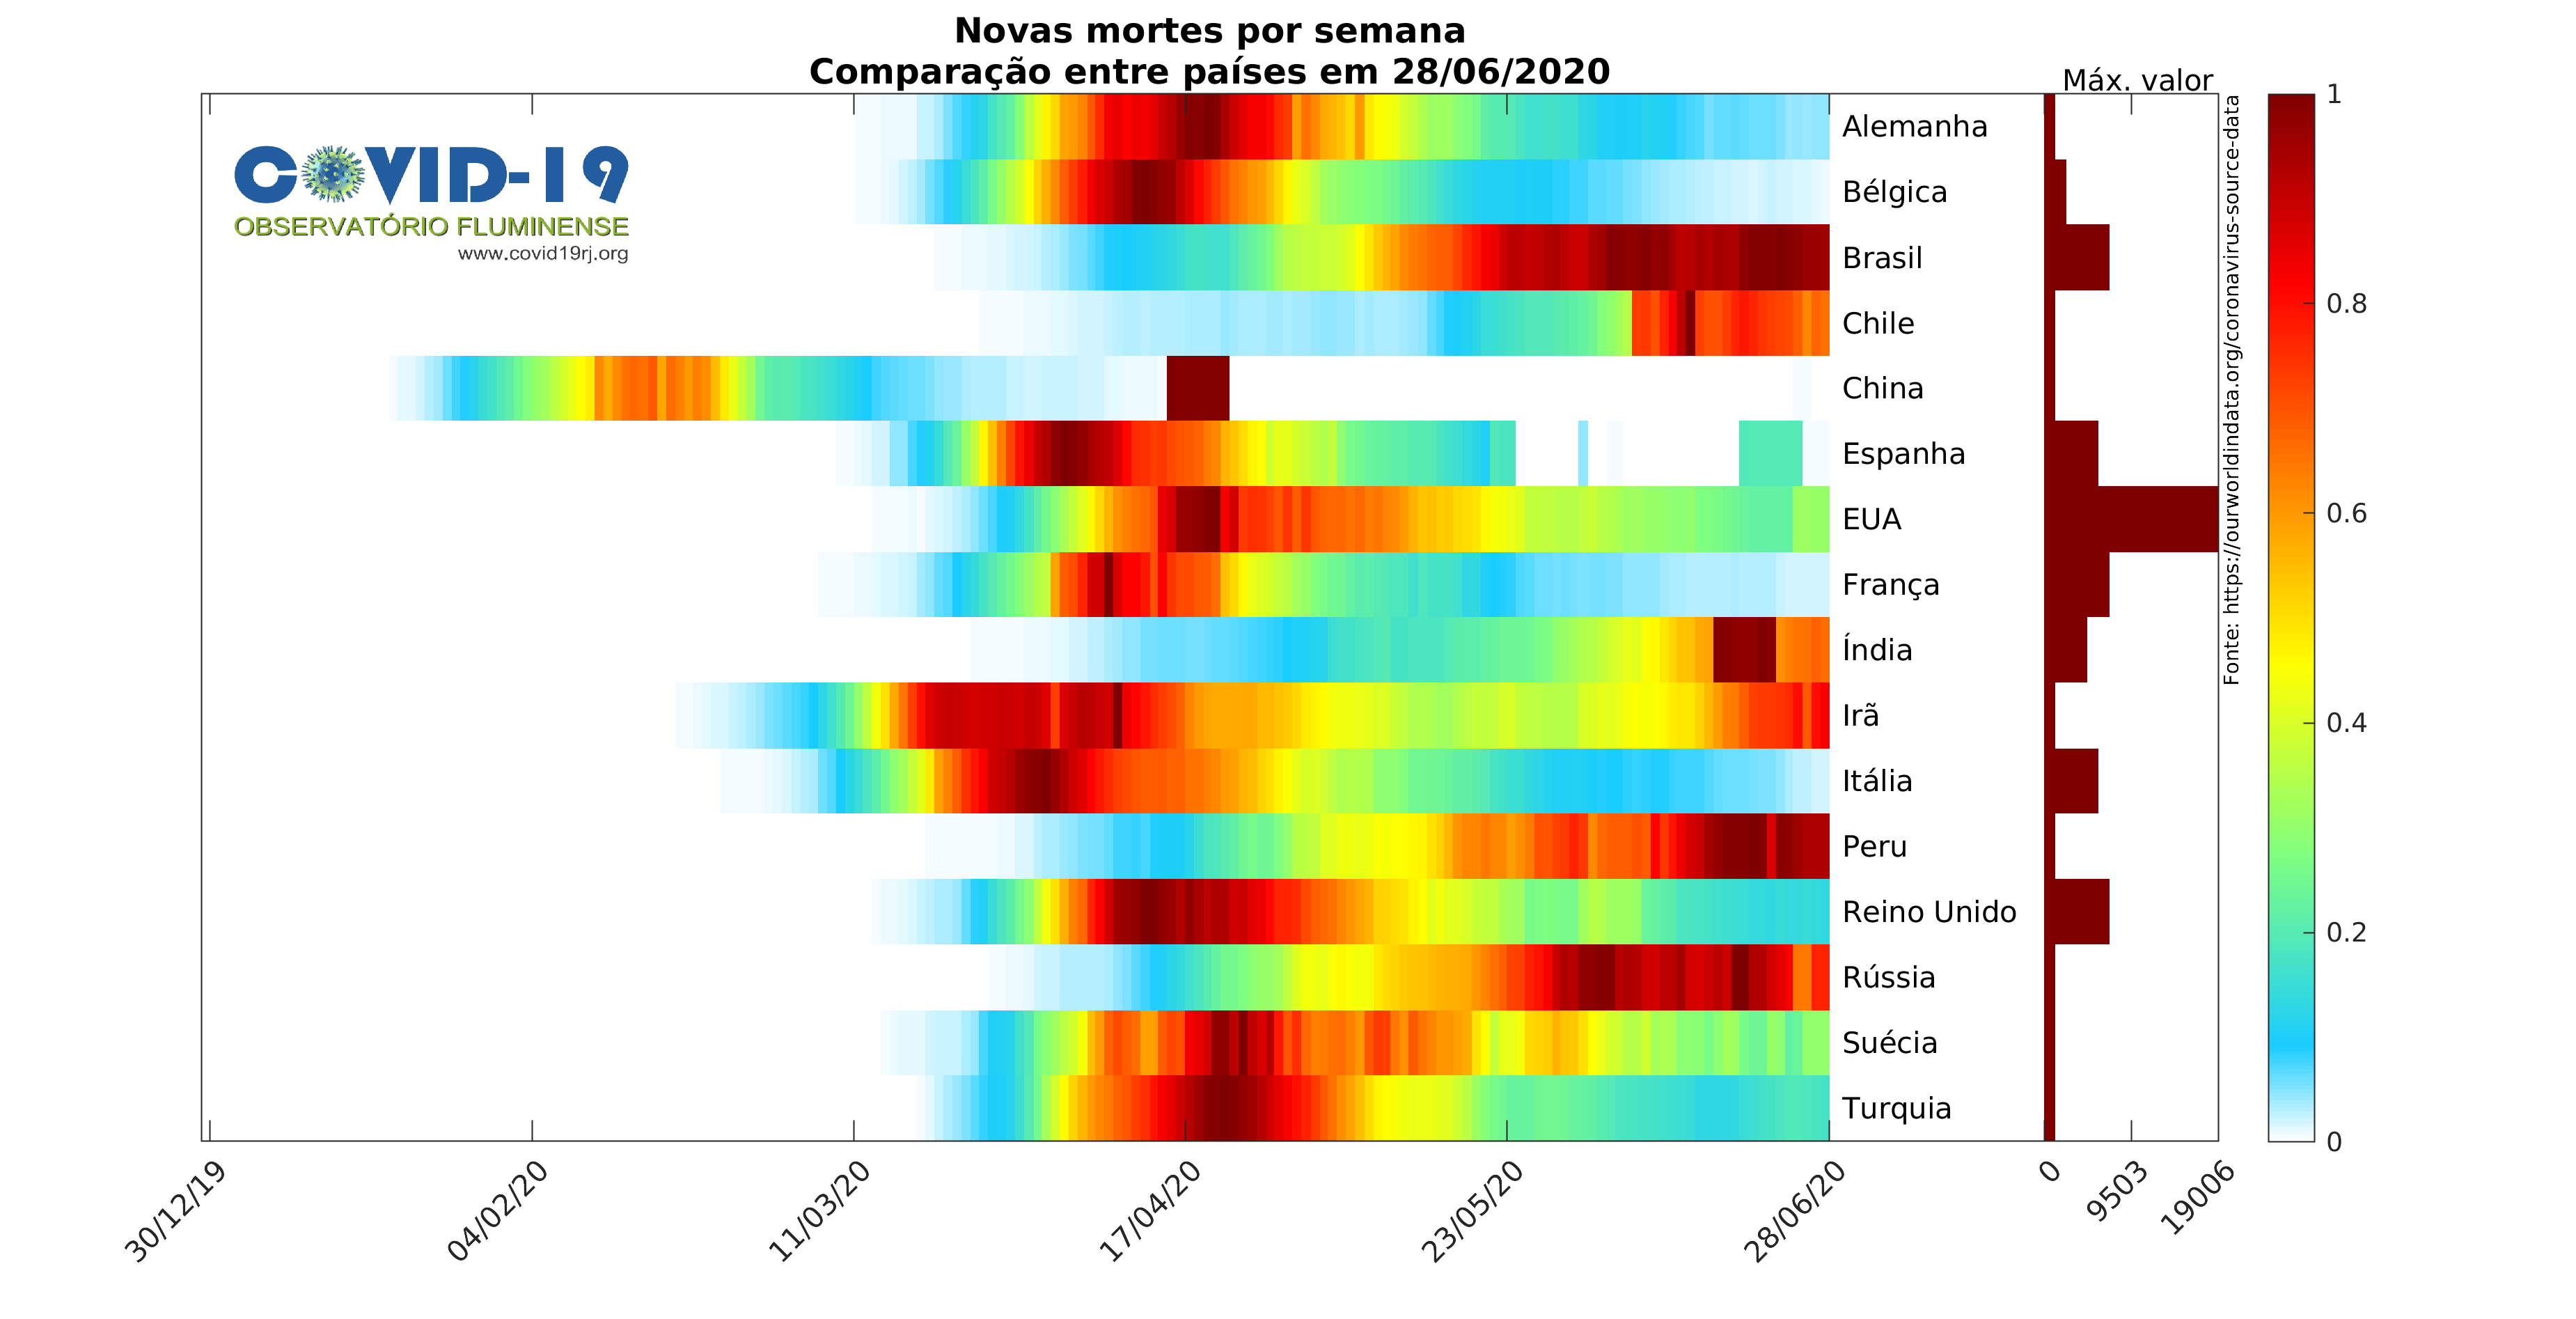 Novas mortes por semana
Comparação entre países em 28/06/2020
Máx. valor
COVID-19
OBSERVATÓRIO FLUMINENSE
www.covid19rj.org
Alemanha
Bélgica
Brasil
Chile
China
Espanha
EUA
França
Índia
Irã
Itália
Peru
Reino Unido
Rússia
Suécia
Turquia
30/12/19
04/02/20
11/03/20
17/04/20
23/05/20
28/06/20
0
9503
19006
Fonte: https://ourworldindata.org/coronavirus-source-data
1
0.8
0.6
0.4
0.2
0